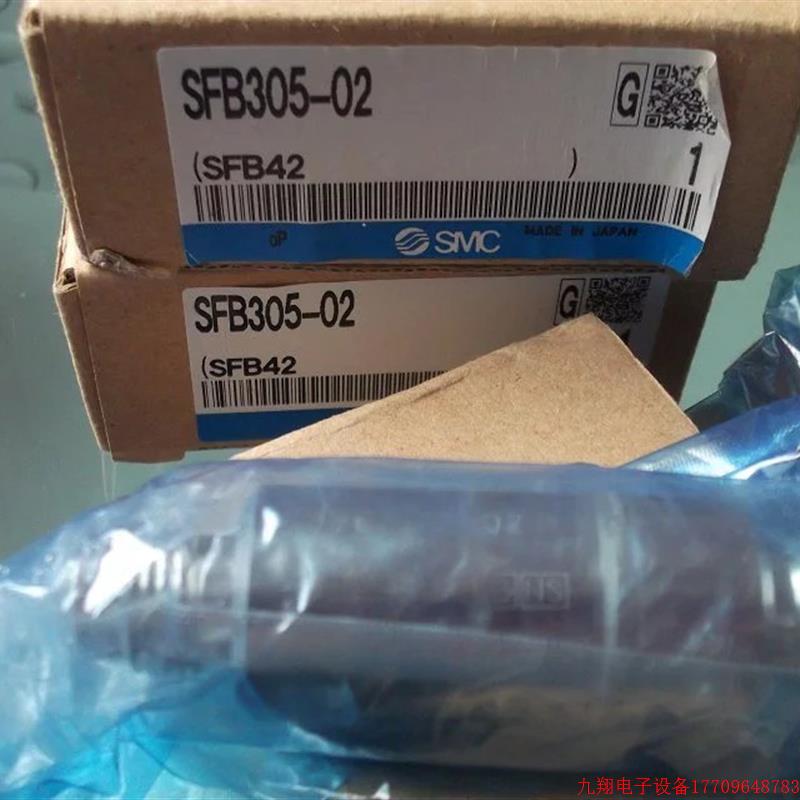 SFB305-02
G
(SFB42 )
1
oP
SMC
MADE IN JAPAN
SFB305-02
G
(SFB42
九翔电子设备17709648783